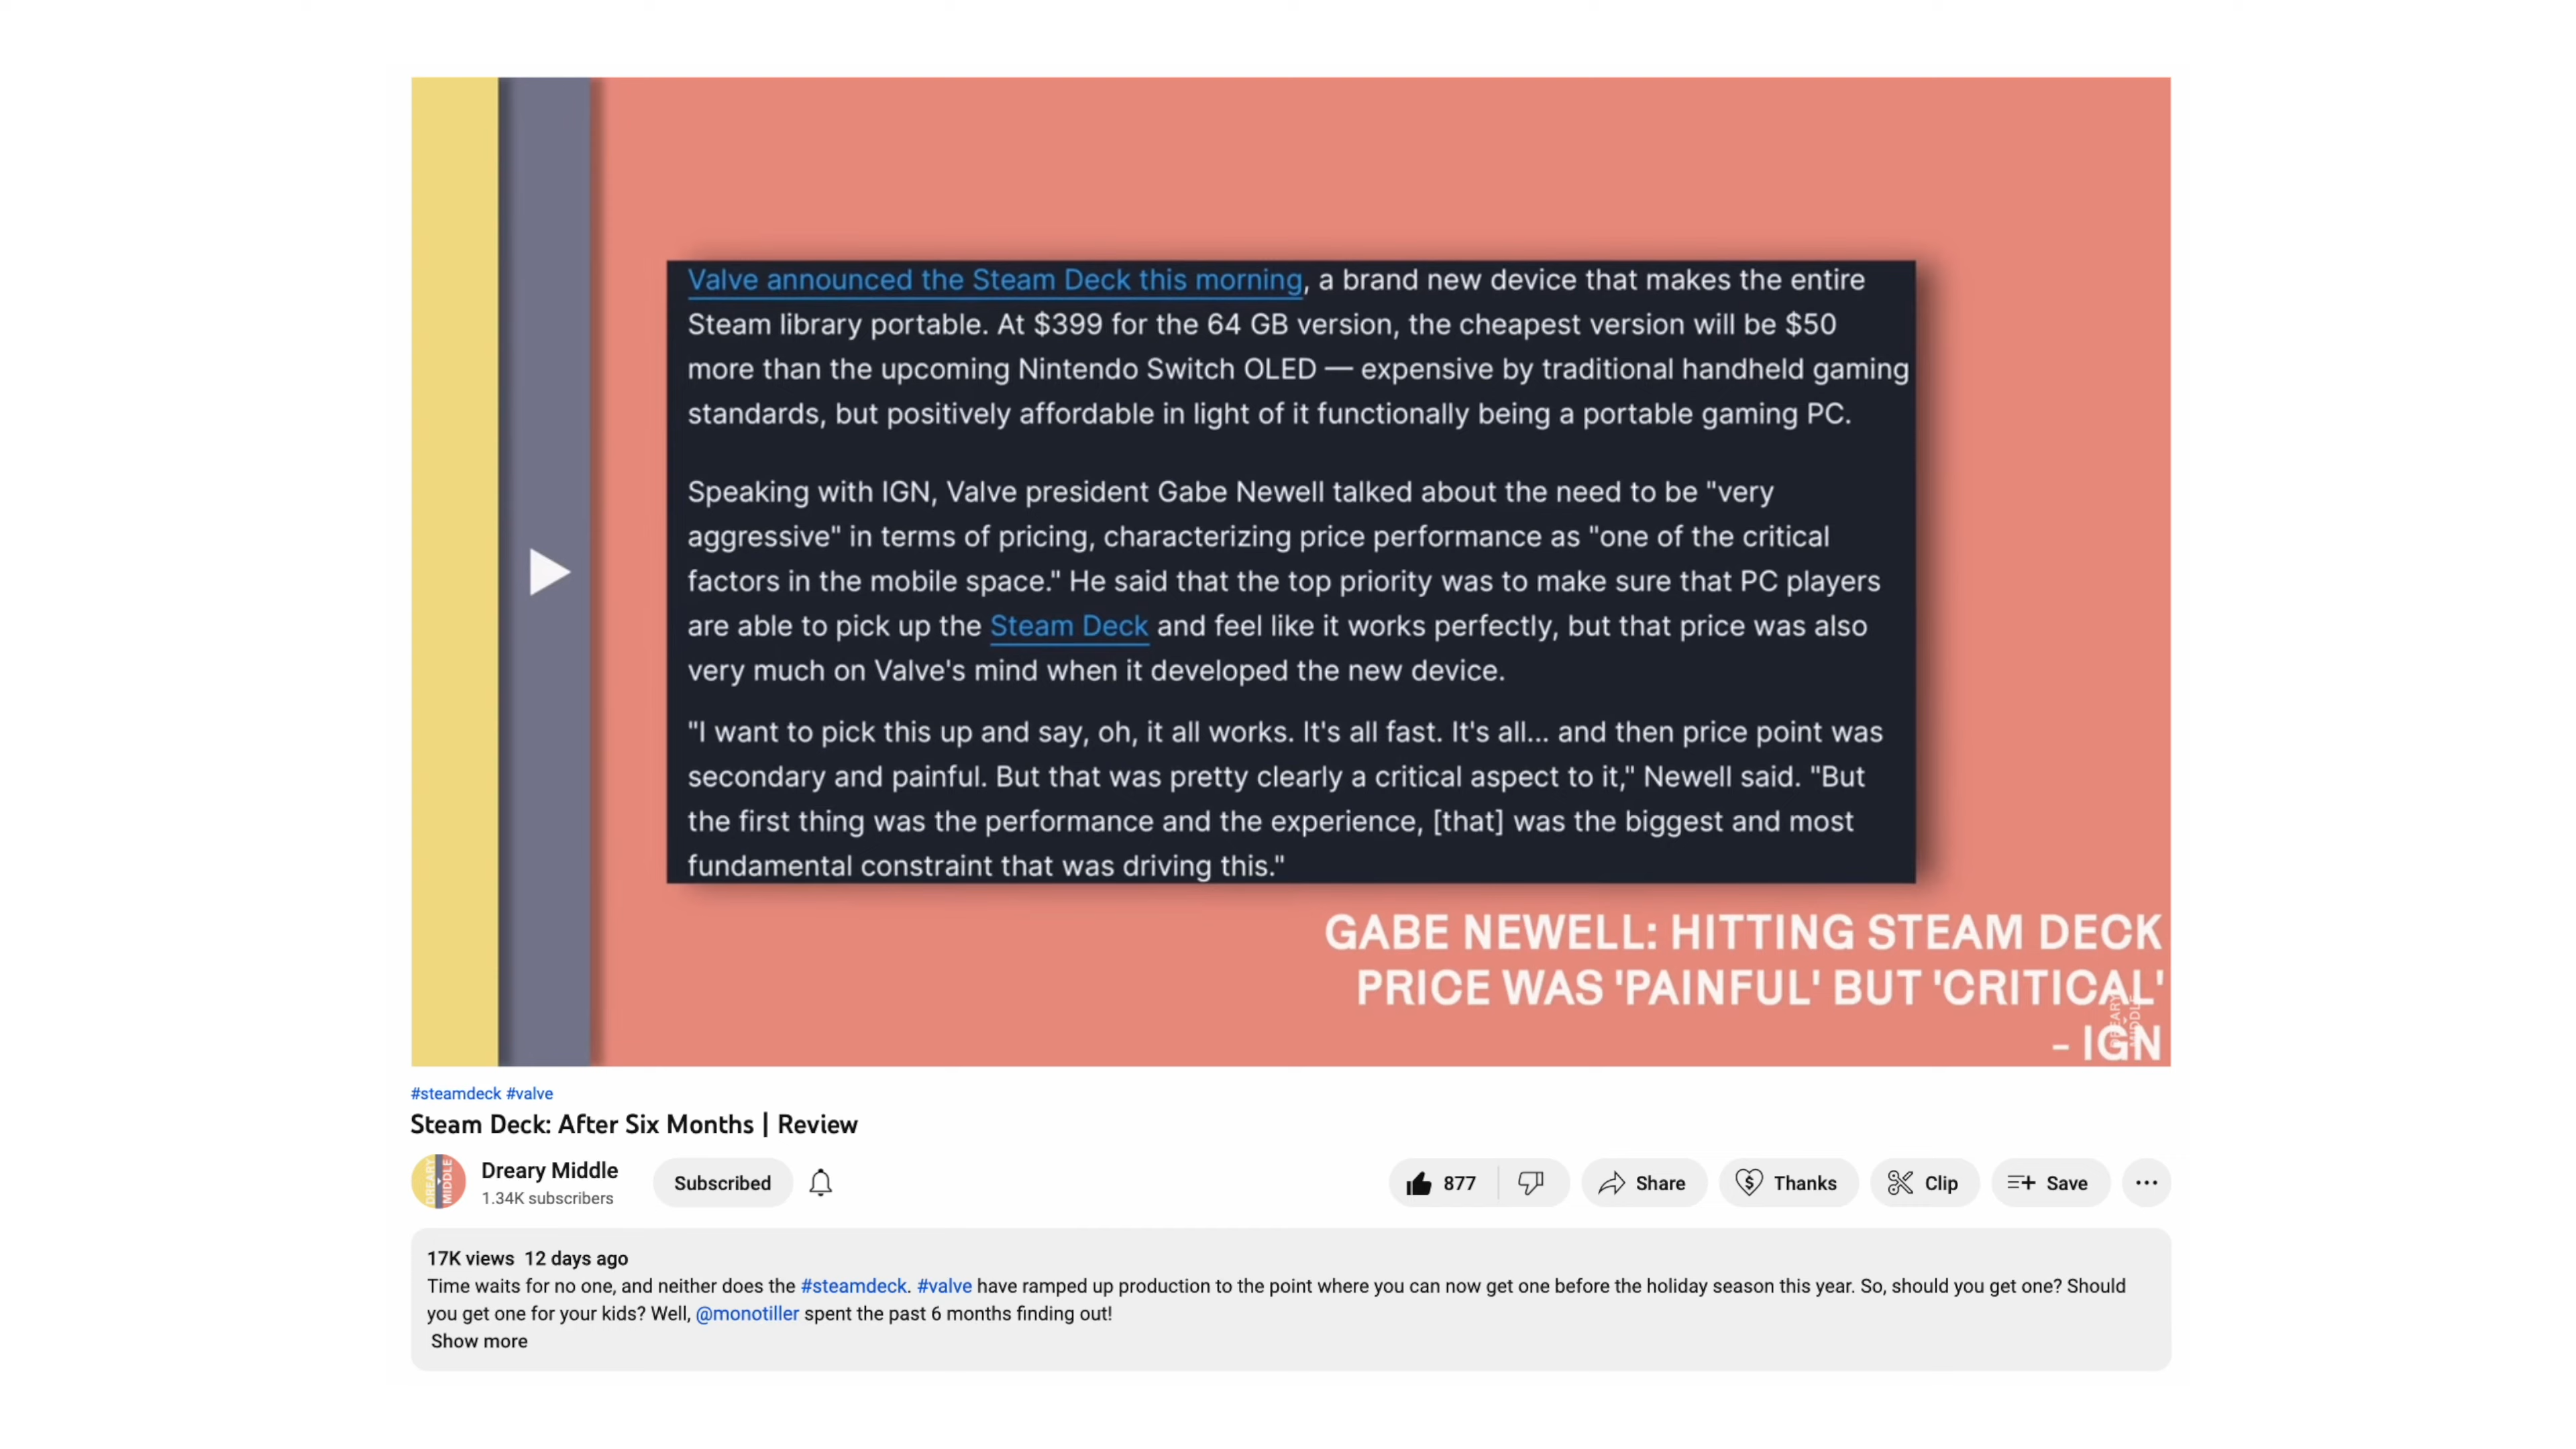 Valve announced the Steam Deck this morning, a brand new device that makes the entire
Steam library portable. At $399 for the 64 GB version, the cheapest version will be $50
more than the upcoming Nintendo Switch OLED — expensive by traditional handheld gaming
standards, but positively affordable in light of it functionally being a portable gaming PC.
Speaking with IGN, Valve president Gabe Newell talked about the need to be "very
aggressive" in terms of pricing, characterizing price performance as "one of the critical
factors in the mobile space." He said that the top priority was to make sure that PC players
are able to pick up the Steam Deck and feel like it works perfectly, but that price was also
very much on Valve's mind when it developed the new device.
"I want to pick this up and say, oh, it all works. It's all fast. It's all... and then price point was
secondary and painful. But that was pretty clearly a critical aspect to it," Newell said. "But
the first thing was the performance and the experience, [that] was the biggest and most
fundamental constraint that was driving this."
GABE NEWELL: HITTING STEAM DECK
PRICE WAS 'PAINFUL' BUT 'CRITICAL'
- IGN
DREARY
MIDDLE
#steamdeck #valve
Steam Deck: After Six Months | Review
DREARY
MIDDLE
Dreary Middle
1.34K subscribers
Subscribed
877
Share
Thanks
Clip
Save
17K views 12 days ago
Time waits for no one, and neither does the #steamdeck. #valve have ramped up production to the point where you can now get one before the holiday season this year. So, should you get one? Should
you get one for your kids? Well, @monotiller spent the past 6 months finding out!
Show more